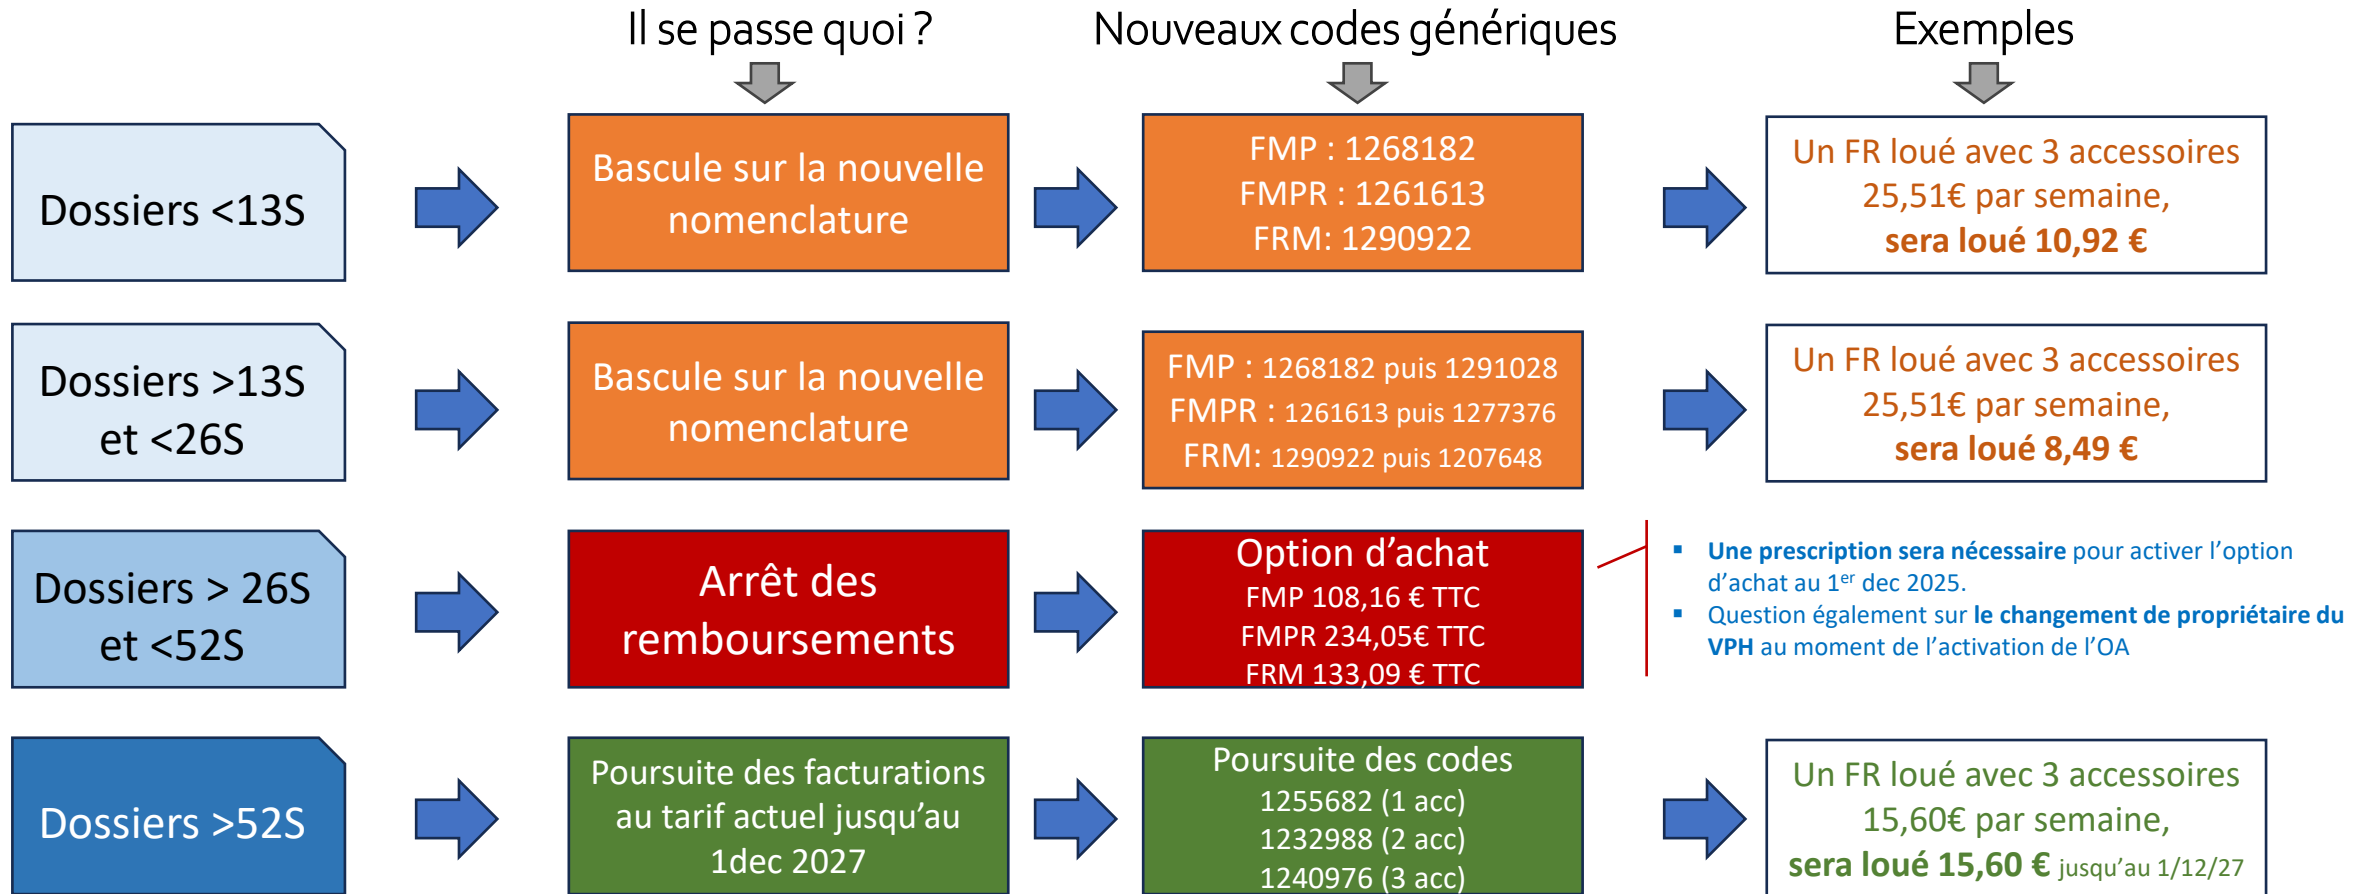 Il se passe quoi ?
Nouveaux codes génériques
Exemples
Dossiers <13S
Bascule sur la nouvelle
nomenclature
FMP : 1268182
FMPR : 1261613
FRM: 1290922
Un FR loué avec 3 accessoires
25,51€ par semaine,
sera loué 10,92 €
Dossiers >13S
et <26S
Bascule sur la nouvelle
nomenclature
FMP : 1268182 puis 1291028
FMPR : 1261613 puis 1277376
FRM: 1290922 puis 1207648
Un FR loué avec 3 accessoires
25,51€ par semaine,
sera loué 8,49 €
Dossiers > 26S
et <52S
Arrêt des
remboursements
Option d’achat
FMP 108,16 € TTC
FMPR 234,05€ TTC
FRM 133,09 € TTC
▪ Une prescription sera nécessaire pour activer l’option
d’achat au 1er dec 2025.
▪ Question également sur le changement de propriétaire du
VPH au moment de l’activation de l’OA
Dossiers >52S
Poursuite des facturations
au tarif actuel jusqu’au
1dec 2027
Poursuite des codes
1255682 (1 acc)
1232988 (2 acc)
1240976 (3 acc)
Un FR loué avec 3 accessoires
15,60€ par semaine,
sera loué 15,60 € jusqu’au 1/12/27